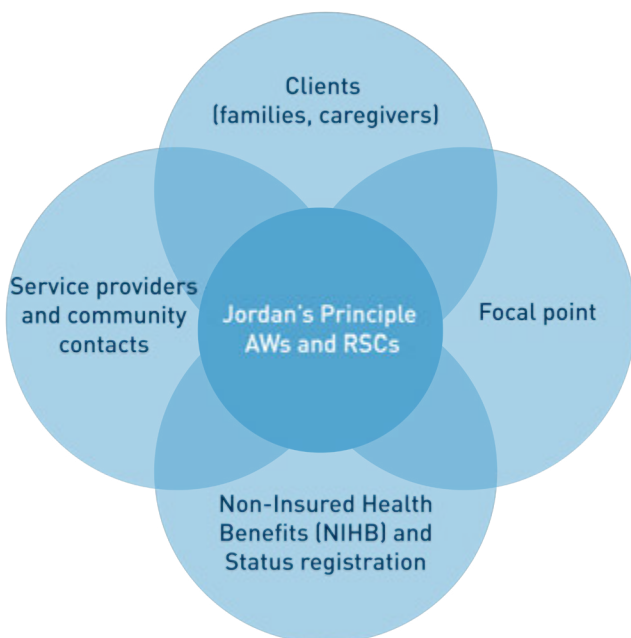 Clients
(families, caregivers)
Service providers
and community
contacts
Jordan's Principle
AWs and RSCs
Focal point
Non-Insured Health
Benefits (NIHB) and
Status registration